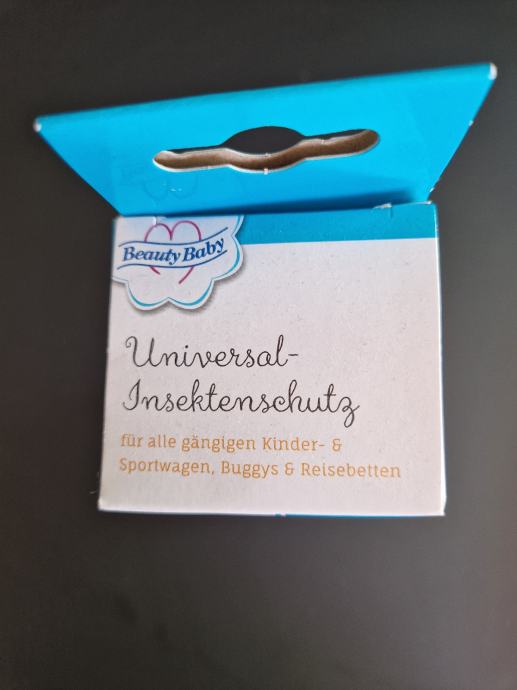 Beauty Baby
Universal-
Insektenschutz
für alle gängigen Kinder- &
Sportwagen, Buggys & Reisebetten